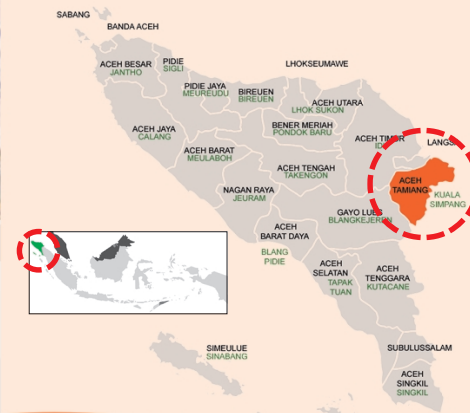 SABANG
BANDA ACEH
ACEH BESAR
JANTHO
PIDIE
SIGLI
LHOKSEUMAWE
PIDIE JAYA
MEUREUDU
BIREUEN
BIREUEN
ACEH UTARA
LHOK SUKON
BENER MERIAH
PONDOK BARU
ACEH JAYA
CALANG
ACEH TIMUR
ID
LANGS
ACEH BARAT
MEULABOH
ACEH TENGAH
TAKENGON
ACEH
TAMIANG
KUALA
SIMPANG
NAGAN RAYA
JEURAM
GAYO LUES
BLANGKEJEREN
ACEH
BARAT DAYA
BLANG
PIDIE
ACEH
SELATAN
TAPAK
TUAN
ACEH
TENGGARA
KUTACANE
SIMEULUE
SINABANG
SUBULUSSALAM
ACEH
SINGKIL
SINGKIL